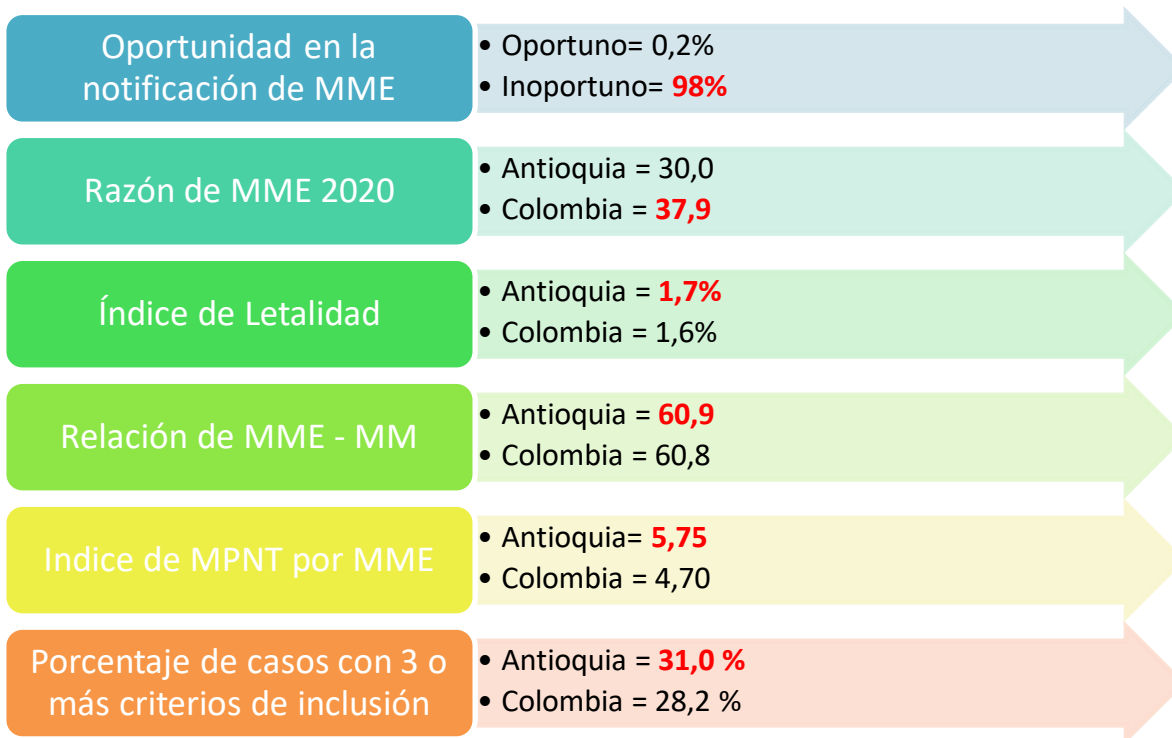 Oportunidad en la
notificación de MME
• Oportuno= 0,2%
• Inoportuno= 98%
Razón de MME 2020
• Antioquia = 30,0
• Colombia = 37,9
Índice de Letalidad
• Antioquia = 1,7%
• Colombia = 1,6%
Relación de MME - MM
• Antioquia = 60,9
• Colombia = 60,8
Indice de MPNT por MME
• Antioquia= 5,75
• Colombia = 4,70
Porcentaje de casos con 3 o
más criterios de inclusión
• Antioquia = 31,0 %
• Colombia = 28,2 %